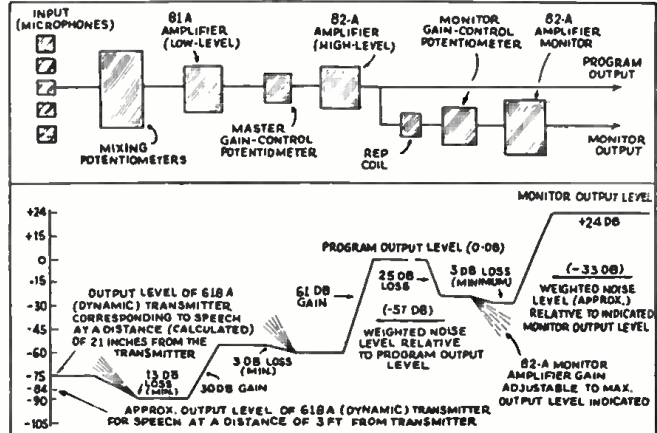 INPUT
(MICROPHONES)
81A
AMPLIFIER
(LOW-LEVEL)
82-A
AMPLIFIER
(HIGH-LEVEL)
MONITOR
GAIN-CONTROL
POTENTIOMETER
82-A
AMPLIFIER
MONITOR
PROGRAM
OUTPUT
MIXING
POTENTIOMETERS
MASTER
GAIN-CONTROL
POTENTIOMETER
REP
COIL
MONITOR
OUTPUT
MONITOR OUTPUT LEVEL
+24
+15
0
-15
-30
-45
-60
-75
-84
-90
-105
+24 DB
PROGRAM OUTPUT LEVEL (0-DB)
OUTPUT LEVEL OF 618A
(DYNAMIC) TRANSMITTER
CORRESPONDING TO SPEECH
AT A DISTANCE (CALCULATED)
OF 21 INCHES FROM THE
TRANSMITTER
61 DB
GAIN
25 DB
LOSS
3 DB LOSS
(MINIMUM)
(-33 DB)
WEIGHTED NOISE
LEVEL (APPROX.)
RELATIVE TO INDICATED
MONITOR OUTPUT LEVEL
(-57 DB)
WEIGHTED NOISE
LEVEL RELATIVE
TO PROGRAM OUTPUT
LEVEL
13 DB
LOSS (MIN.)
3 DB LOSS
(MIN.)
30 DB GAIN
82-A MONITOR
AMPLIFIER GAIN
ADJUSTABLE TO MAX.
OUTPUT LEVEL INDICATED
APPROX. OUTPUT LEVEL OF 618A (DYNAMIC) TRANSMITTER
FOR SPEECH AT A DISTANCE OF 3 FT FROM TRANSMITTER